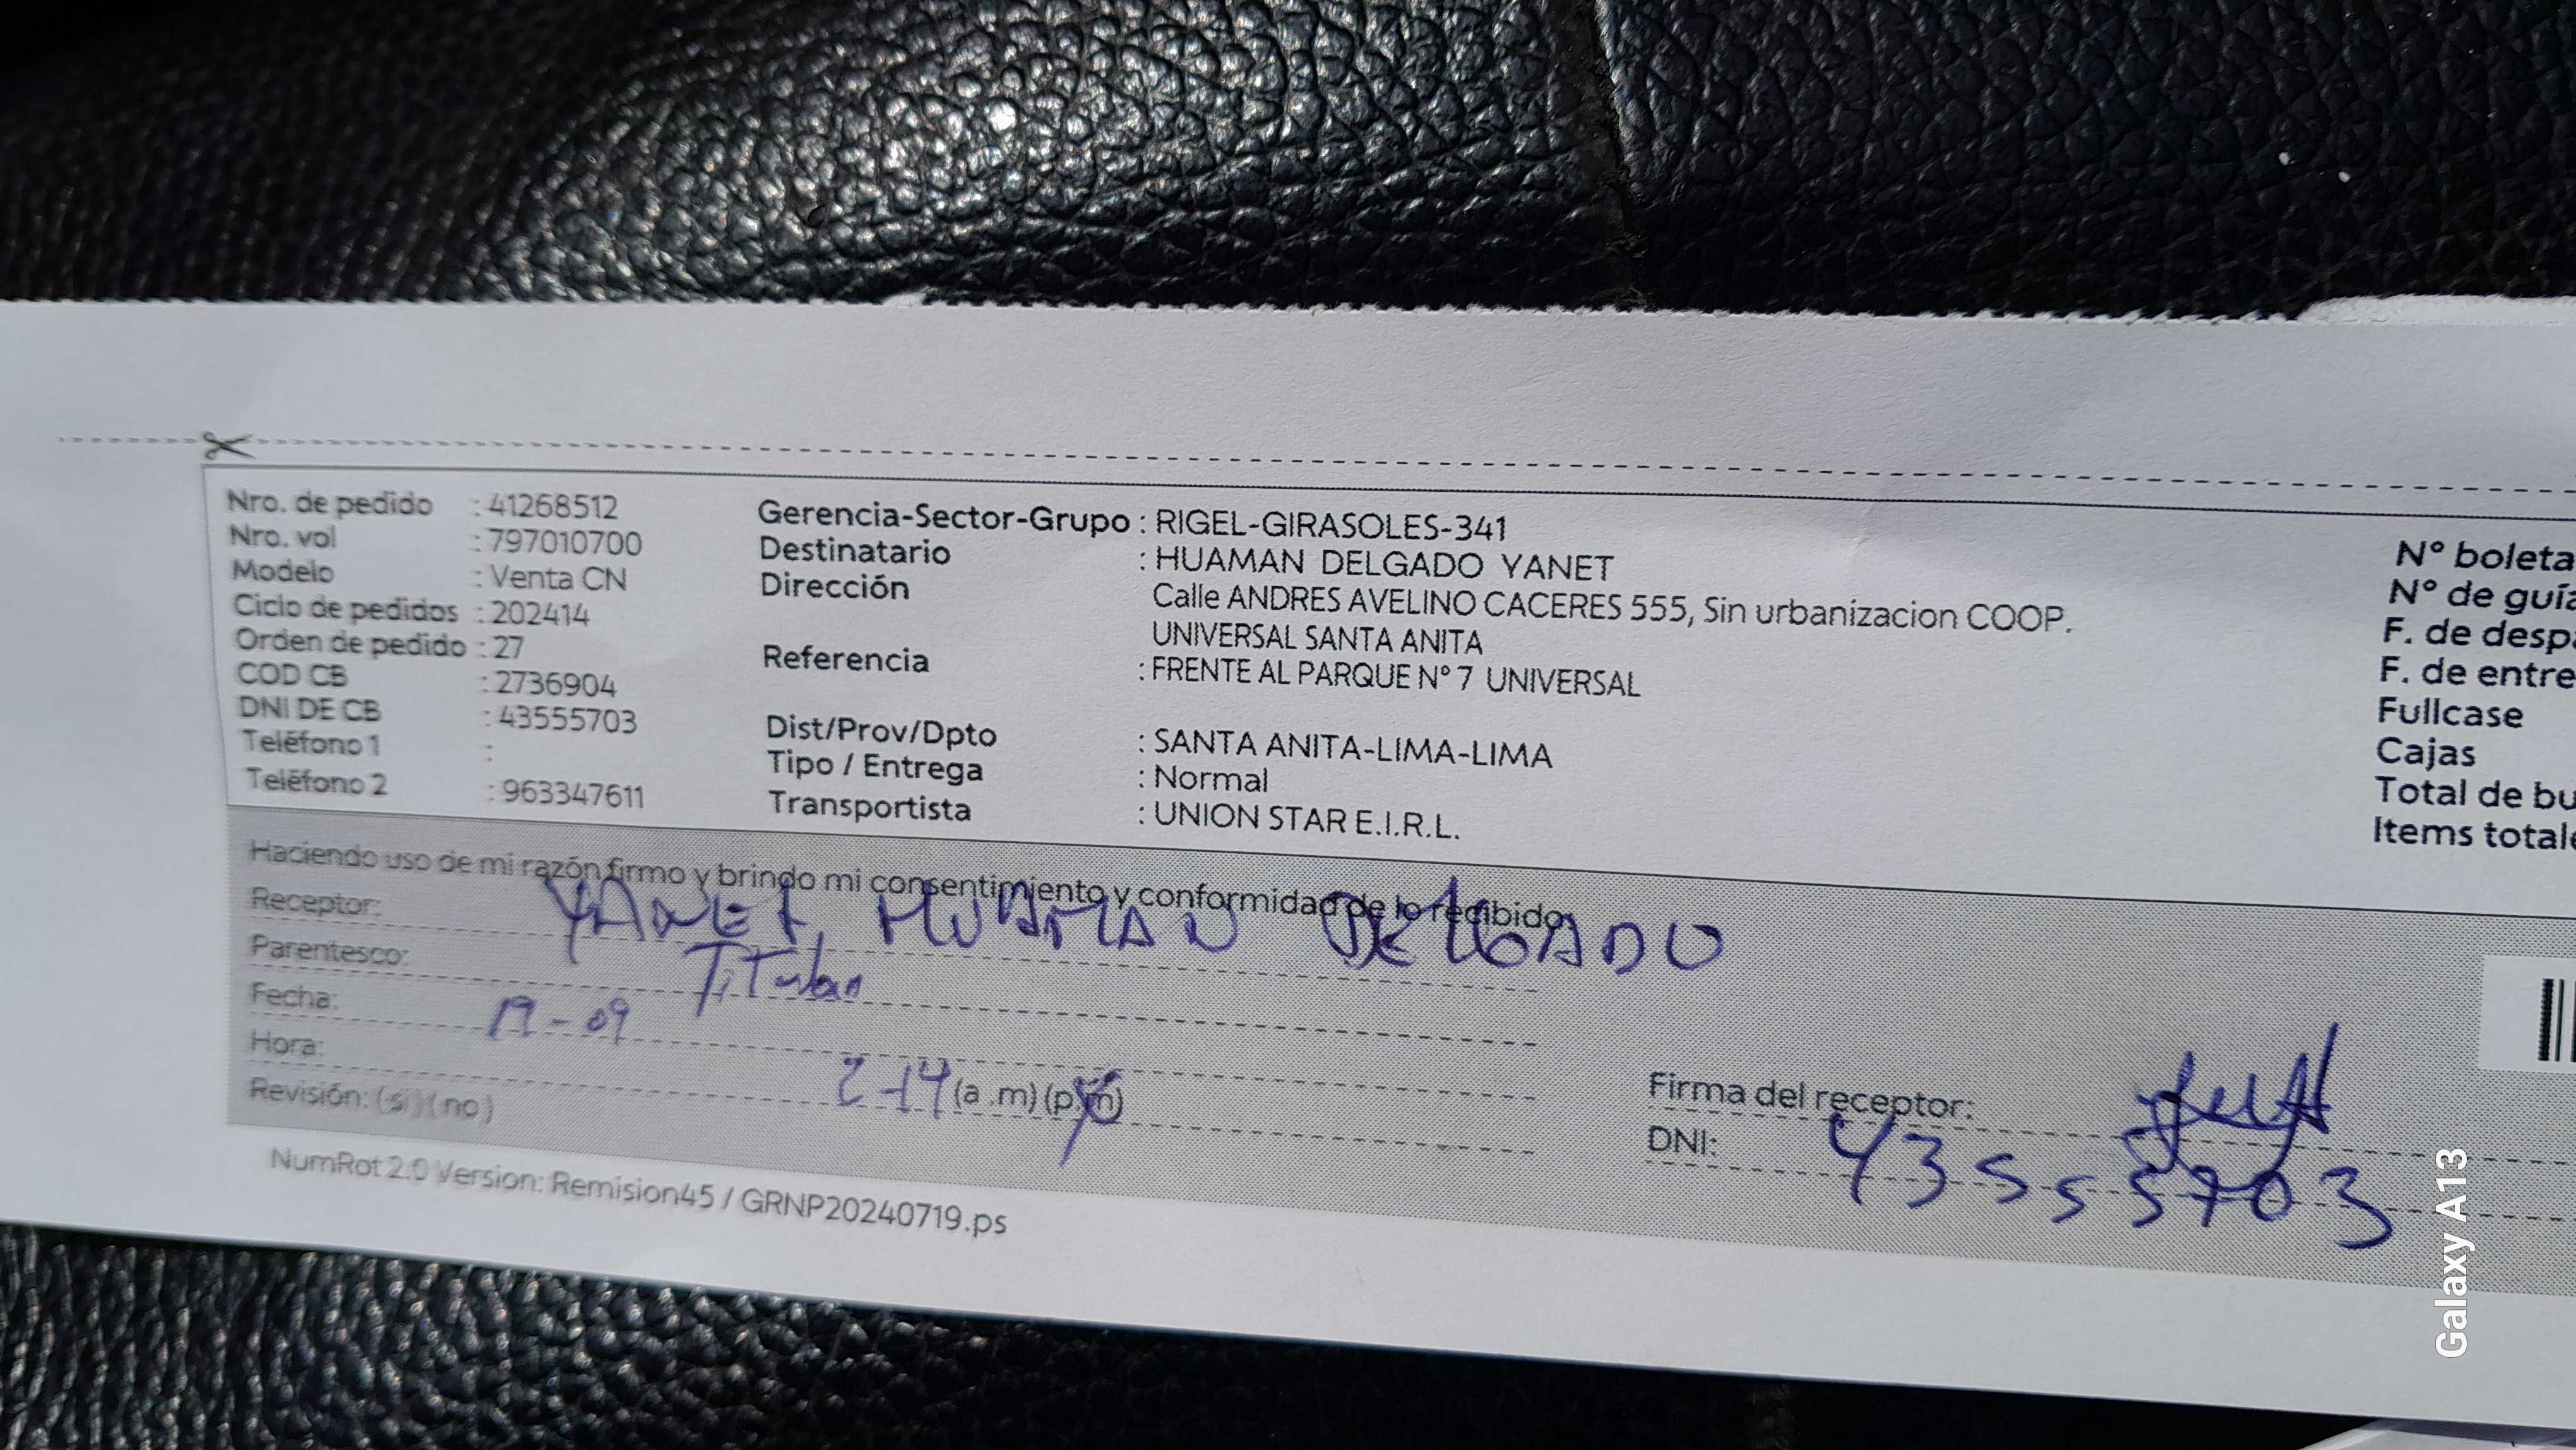 Nro. de pedido : 41268512
Nro. vol : 797010700
Modelo : Venta CN
Ciclo de pedidos : 202414
Orden de pedido : 27
COD CB : 2736904
DNI DE CB : 43555703
Teléfono 1 :
Teléfono 2 : 963347611
Gerencia-Sector-Grupo : RIGEL-GIRASOLES-341
Destinatario : HUAMAN DELGADO YANET
Dirección Calle ANDRES AVELINO CACERES 555, Sin urbanizacion COOP.
UNIVERSAL SANTA ANITA
Referencia : FRENTE AL PARQUE N° 7 UNIVERSAL
Dist/Prov/Dpto : SANTA ANITA-LIMA-LIMA
Tipo / Entrega : Normal
Transportista : UNION STAR E.I.R.L.
N° boleta
N° de guía
F. de desp
F. de entre
Fullcase
Cajas
Total de bu
Items total
Haciendo uso de mi razón firmo y brindo mi consentimiento y conformidad de lo recibido.
Receptor: YANET HUAMAN DELGADO
Parentesco: Titular
Fecha: 19-09
Hora: 2-14 (a.m) (p.m)
Revisión: (si) (no)
Firma del receptor:
DNI: 43555703
NumRot 2.0 Version: Remision45 / GRNP20240719.ps
Galaxy A13